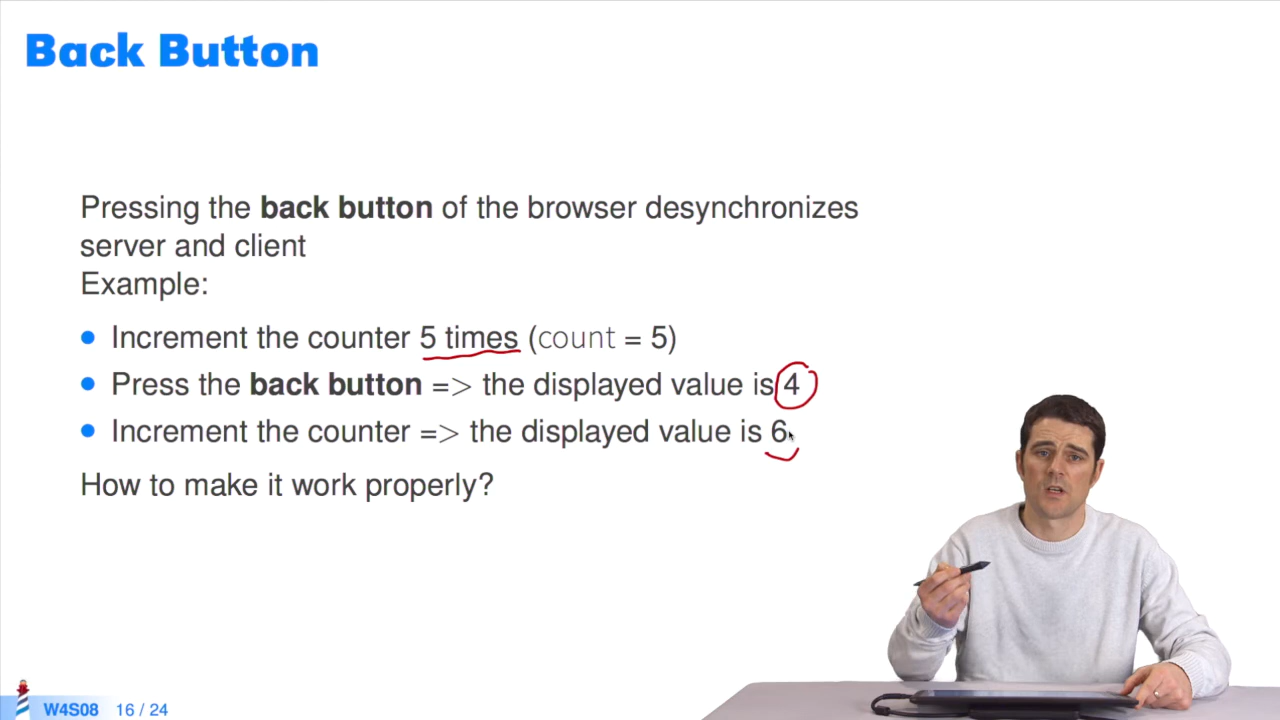 Back Button
Pressing the back button of the browser desynchronizes
server and client
Example:
• Increment the counter 5 times (count = 5)
• Press the back button => the displayed value is 4
• Increment the counter => the displayed value is 6
How to make it work properly?
W4S08 16 / 24